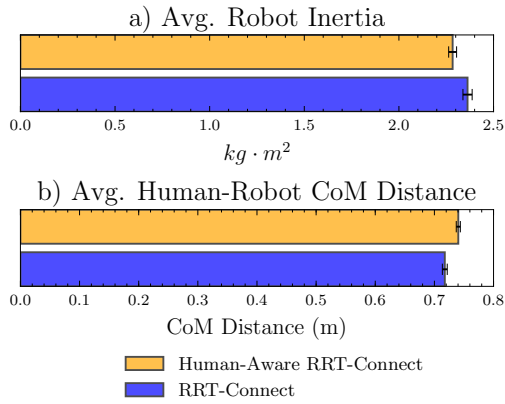 a) Avg. Robot Inertia
0.0 0.5 1.0 1.5 2.0 2.5
kg · m²
b) Avg. Human-Robot CoM Distance
0.0 0.1 0.2 0.3 0.4 0.5 0.6 0.7 0.8
CoM Distance (m)
Human-Aware RRT-Connect
RRT-Connect